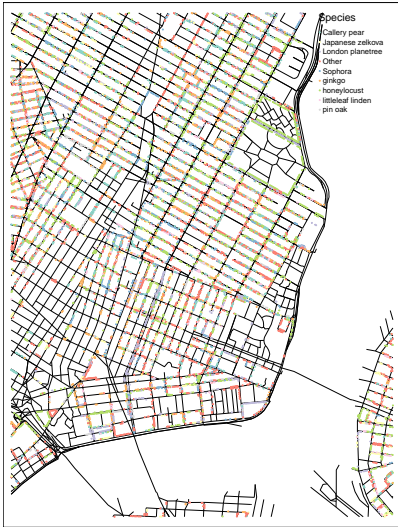 Species
Callery pear
Japanese zelkova
London planetree
Other
Sophora
ginkgo
honeylocust
littleleaf linden
pin oak